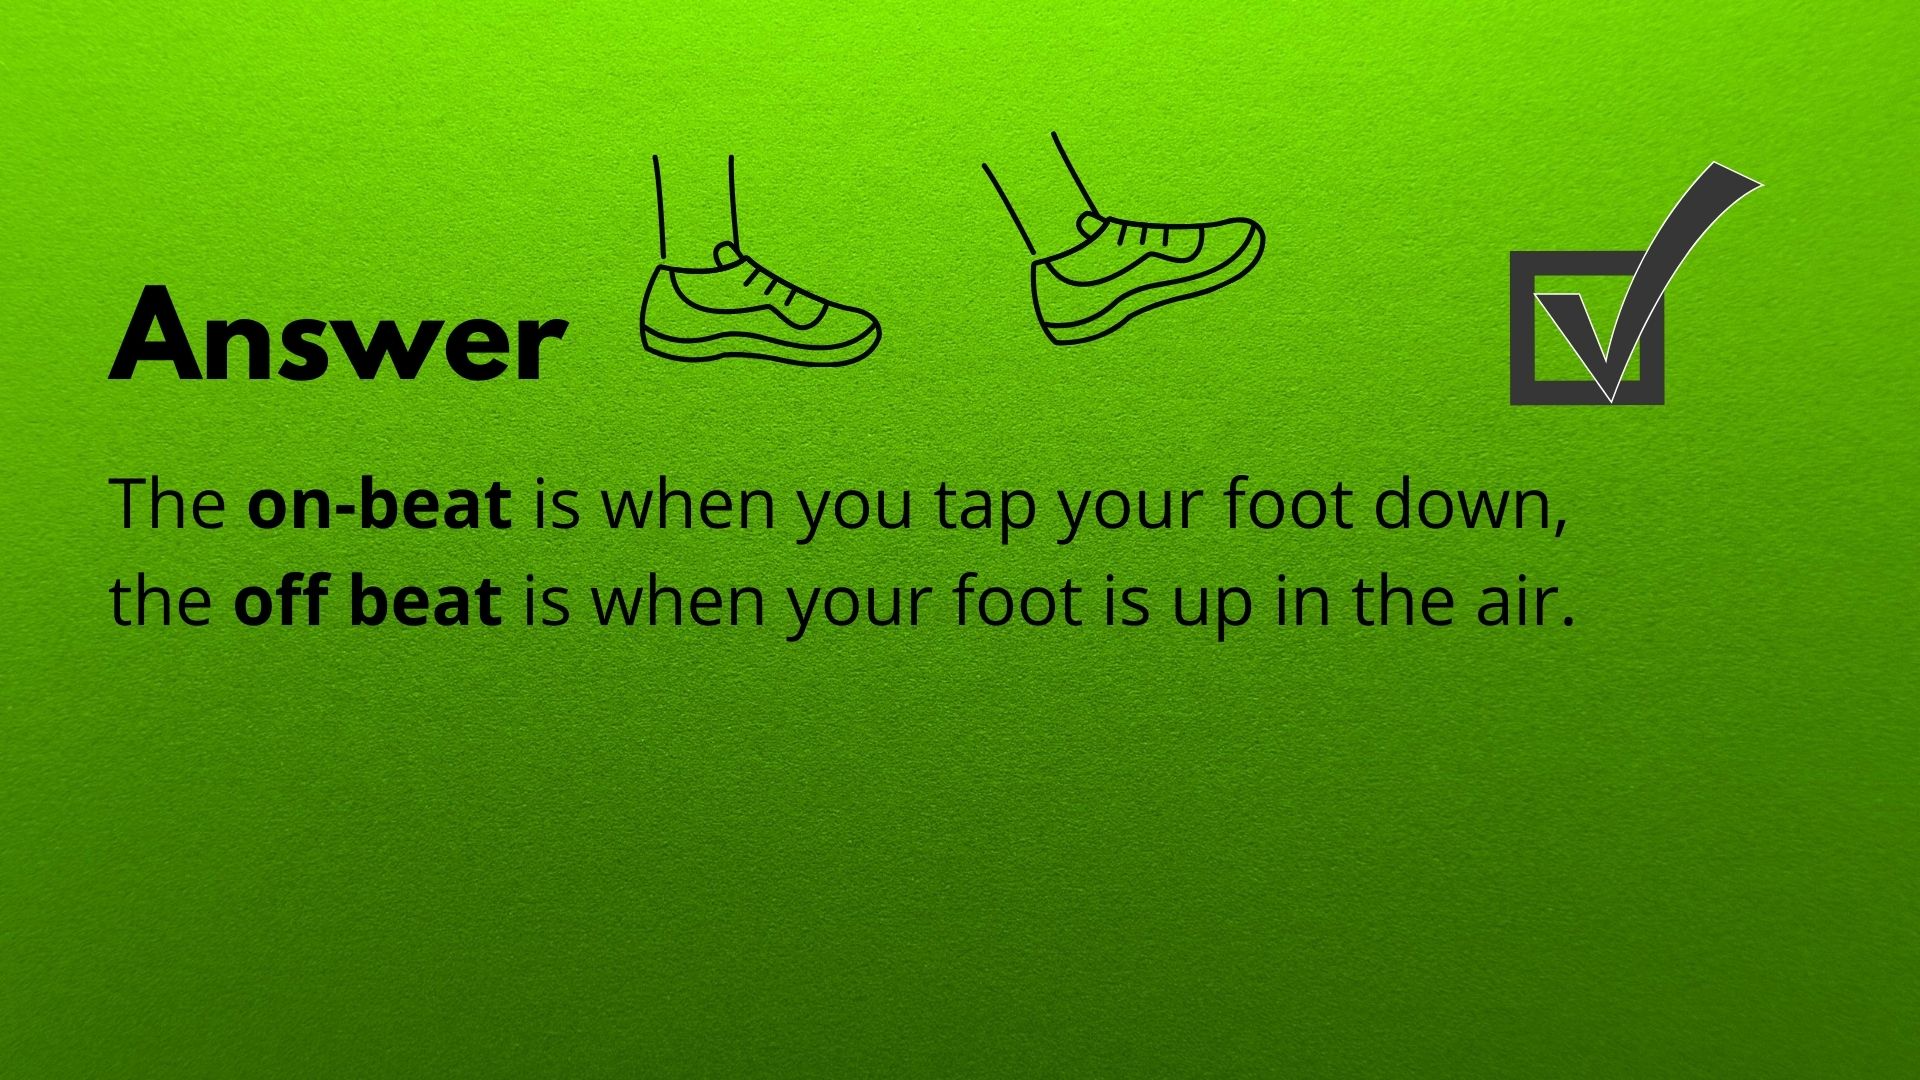 Answer
The on-beat is when you tap your foot down,
the off beat is when your foot is up in the air.